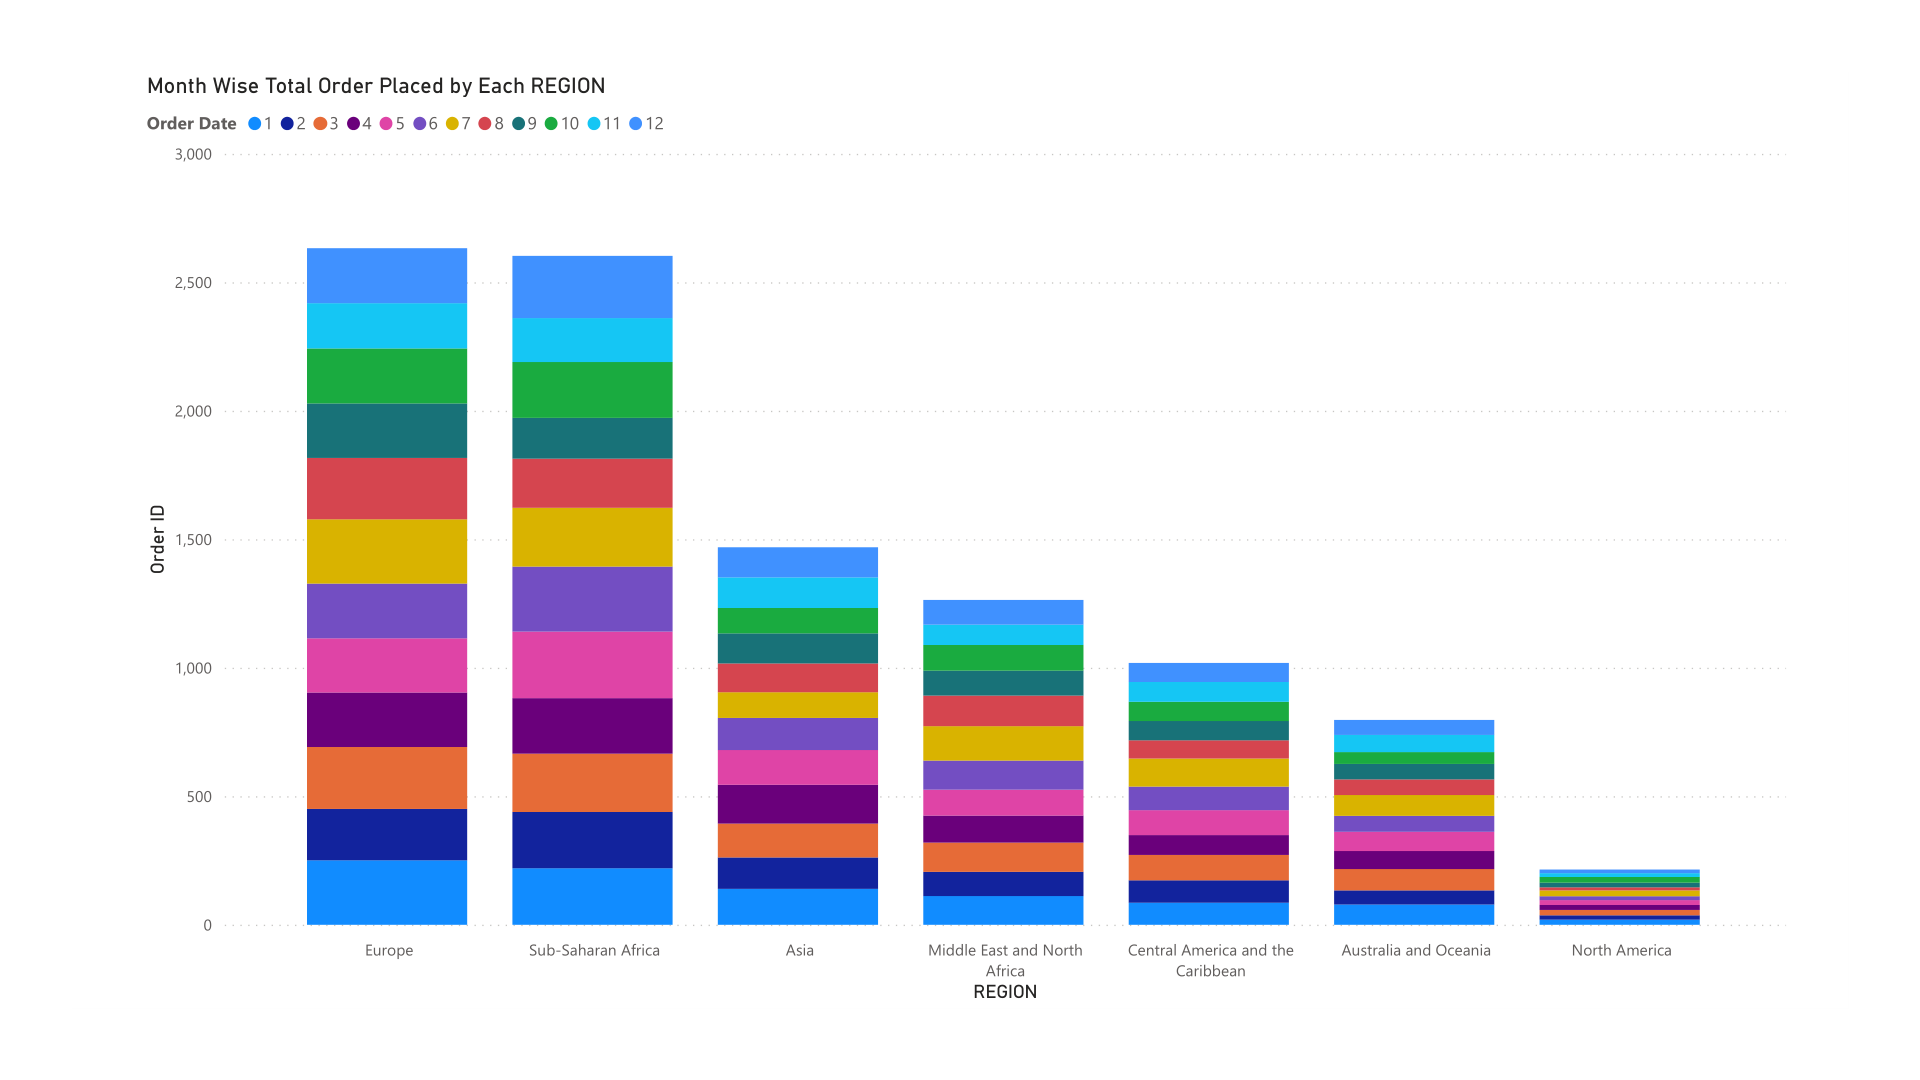 Month Wise Total Order Placed by Each REGION
Order Date 1 2 3 4 5 6 7 8 9 10 11 12
3,000
2,500
2,000
1,500
1,000
500
0
Order ID
Europe
Sub-Saharan Africa
Asia
Middle East and North
Africa
Central America and the
Caribbean
Australia and Oceania
North America
REGION